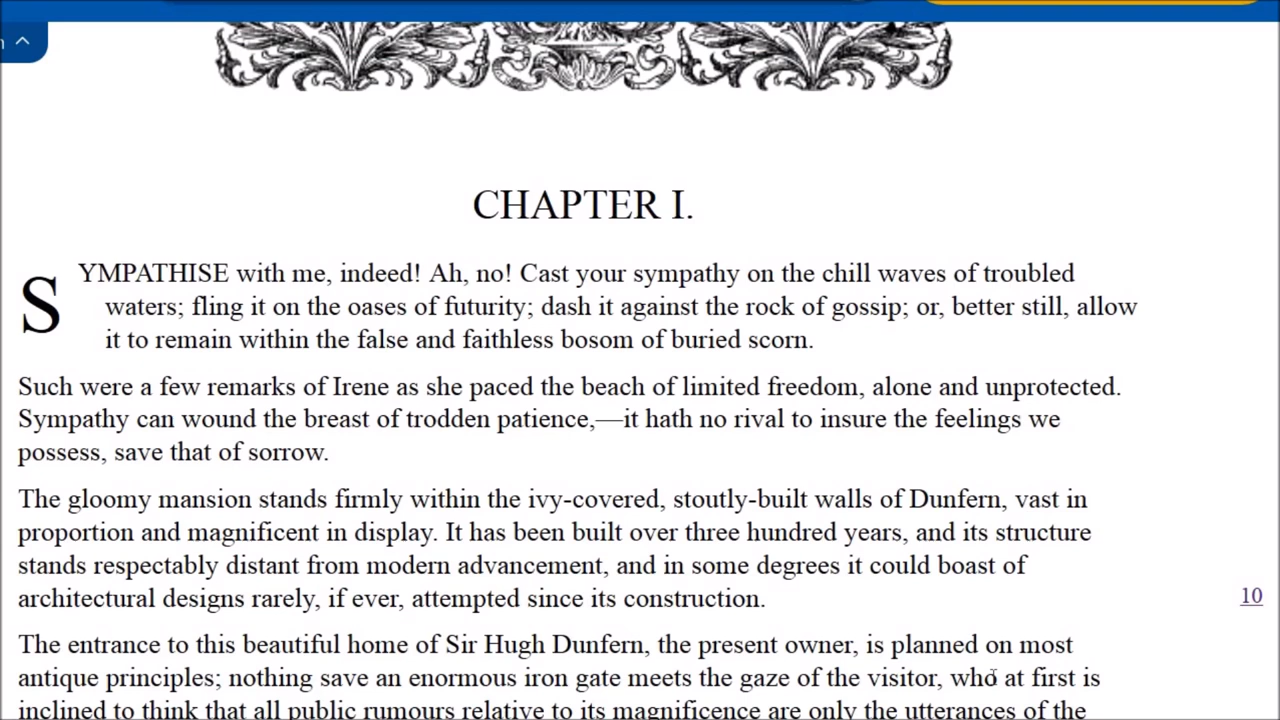 CHAPTER I.
SYMPATHISE with me, indeed! Ah, no! Cast your sympathy on the chill waves of troubled
waters; fling it on the oases of futurity; dash it against the rock of gossip; or, better still, allow
it to remain within the false and faithless bosom of buried scorn.
Such were a few remarks of Irene as she paced the beach of limited freedom, alone and unprotected.
Sympathy can wound the breast of trodden patience,—it hath no rival to insure the feelings we
possess, save that of sorrow.
The gloomy mansion stands firmly within the ivy-covered, stoutly-built walls of Dunfern, vast in
proportion and magnificent in display. It has been built over three hundred years, and its structure
stands respectably distant from modern advancement, and in some degrees it could boast of
architectural designs rarely, if ever, attempted since its construction.
10
The entrance to this beautiful home of Sir Hugh Dunfern, the present owner, is planned on most
antique principles; nothing save an enormous iron gate meets the gaze of the visitor, who at first is
inclined to think that all public rumours relative to its magnificence are only the utterances of the